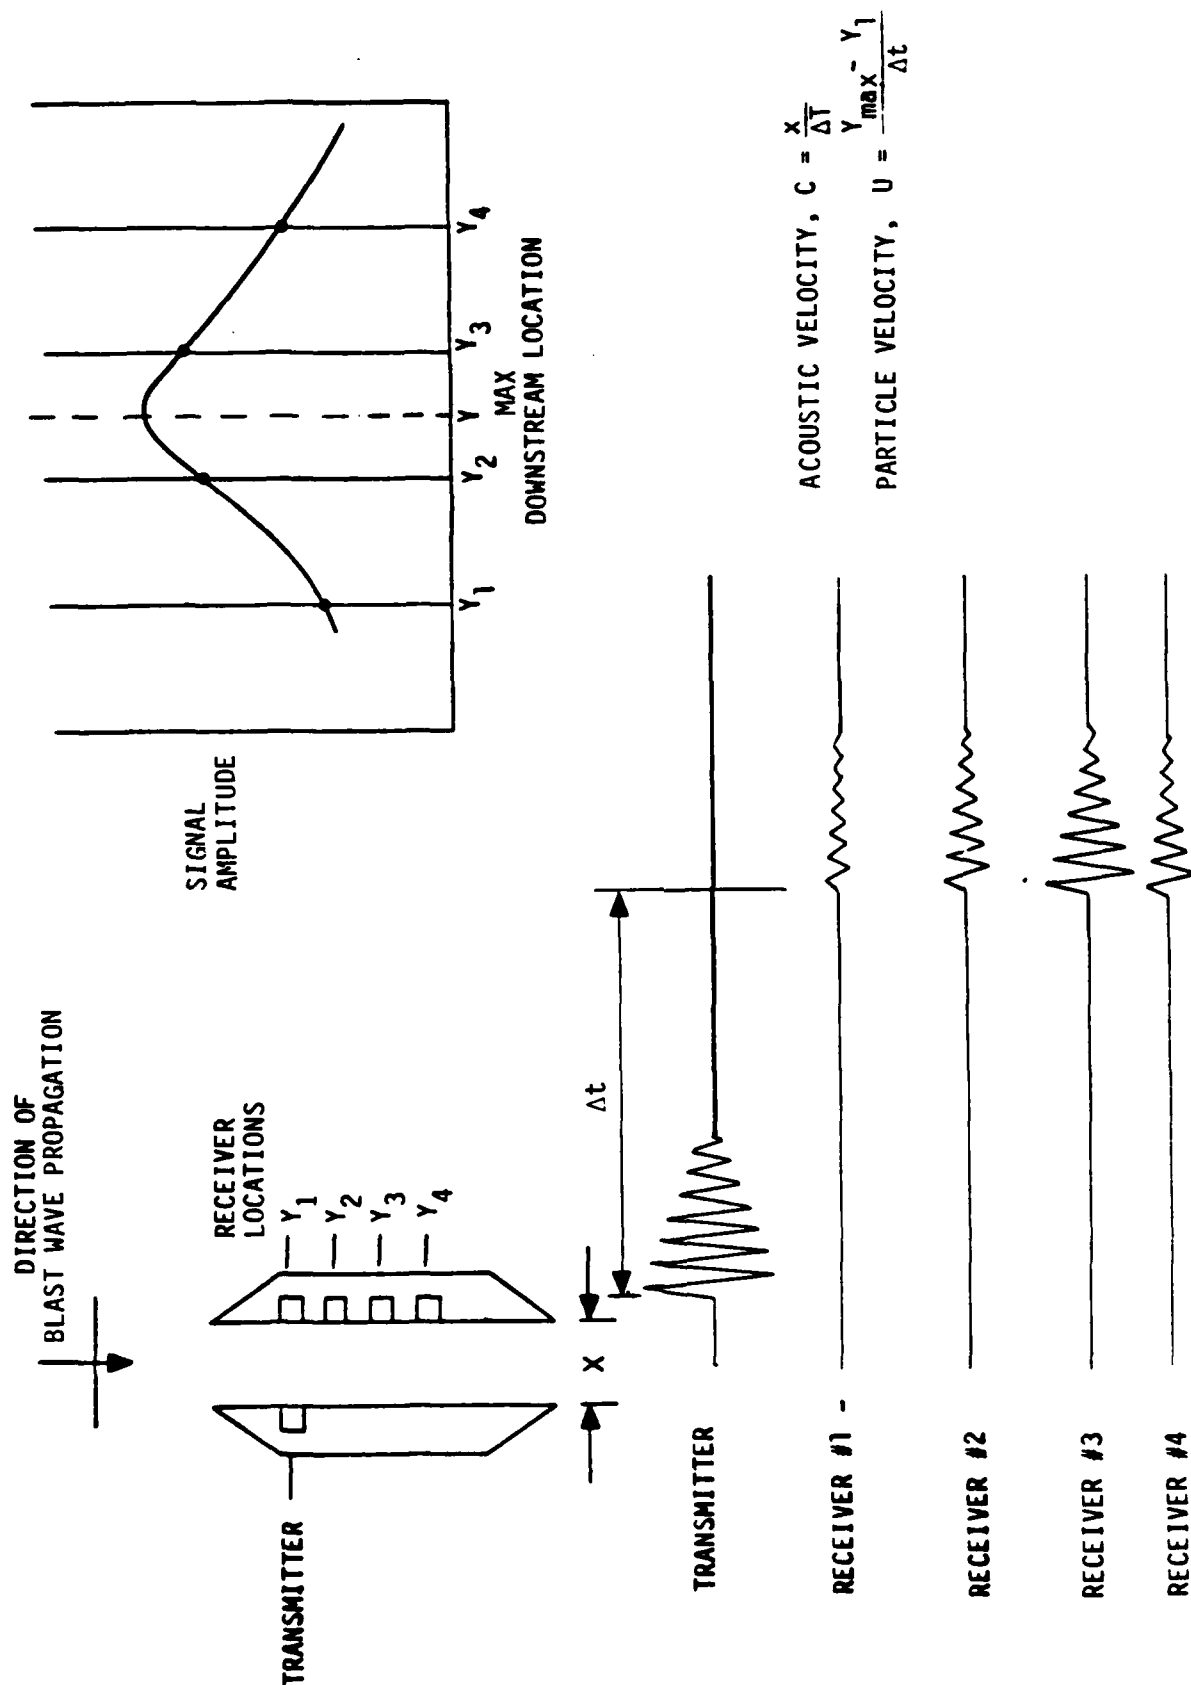 DIRECTION OF
BLAST WAVE PROPAGATION
TRANSMITTER
RECEIVER
LOCATIONS
Y1
Y2
Y3
Y4
X
SIGNAL
AMPLITUDE
Y1
Y2
Y
Y3
Y4
MAX
DOWNSTREAM LOCATION
Δt
TRANSMITTER
RECEIVER #1 -
RECEIVER #2
RECEIVER #3
RECEIVER #4
ACOUSTIC VELOCITY, C = x/ΔT
PARTICLE VELOCITY, U = Ymax - Y1/Δt